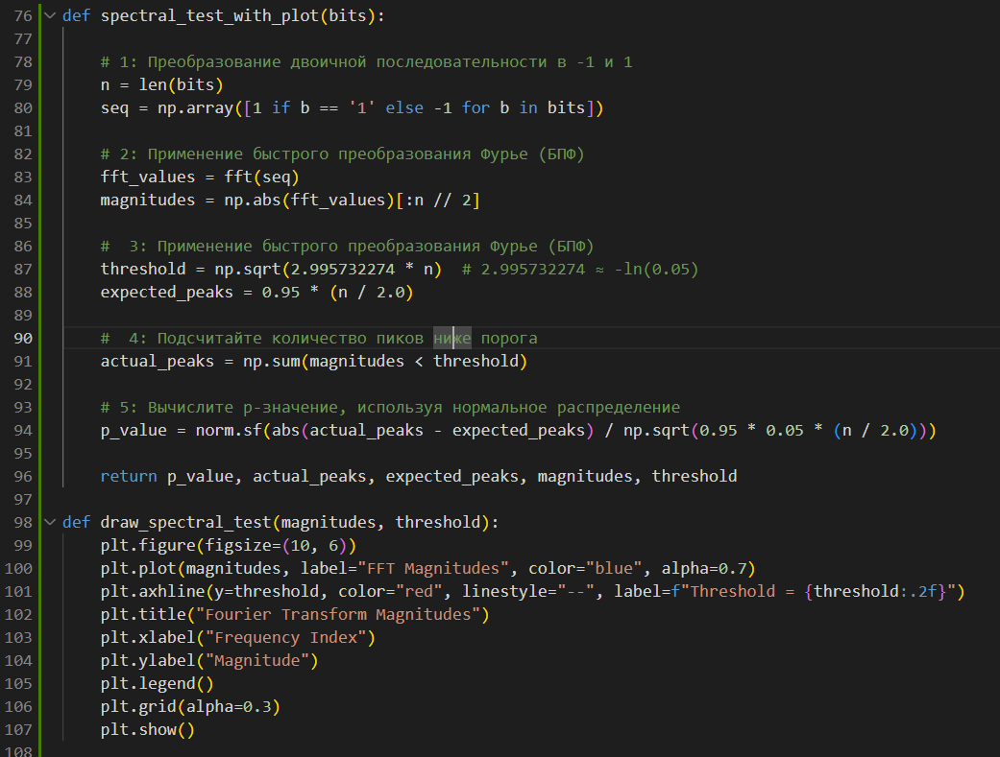 76 def spectral_test_with_plot(bits):
77
78 # 1: Преобразование двоичной последовательности в -1 и 1
79 n = len(bits)
80 seq = np.array([1 if b == '1' else -1 for b in bits])
81
82 # 2: Применение быстрого преобразования Фурье (БПФ)
83 fft_values = fft(seq)
84 magnitudes = np.abs(fft_values)[:n // 2]
85
86 #  3: Применение быстрого преобразования Фурье (БПФ)
87 threshold = np.sqrt(2.995732274 * n)  # 2.995732274 ≈ -ln(0.05)
88 expected_peaks = 0.95 * (n / 2.0)
89
90 #  4: Подсчитайте количество пиков ниже порога
91 actual_peaks = np.sum(magnitudes < threshold)
92
93 # 5: Вычислите p-значение, используя нормальное распределение
94 p_value = norm.sf(abs(actual_peaks - expected_peaks) / np.sqrt(0.95 * 0.05 * (n / 2.0)))
95
96 return p_value, actual_peaks, expected_peaks, magnitudes, threshold
97
98 def draw_spectral_test(magnitudes, threshold):
99 plt.figure(figsize=(10, 6))
100 plt.plot(magnitudes, label="FFT Magnitudes", color="blue", alpha=0.7)
101 plt.axhline(y=threshold, color="red", linestyle="--", label=f"Threshold = {threshold:.2f}")
102 plt.title("Fourier Transform Magnitudes")
103 plt.xlabel("Frequency Index")
104 plt.ylabel("Magnitude")
105 plt.legend()
106 plt.grid(alpha=0.3)
107 plt.show()
108